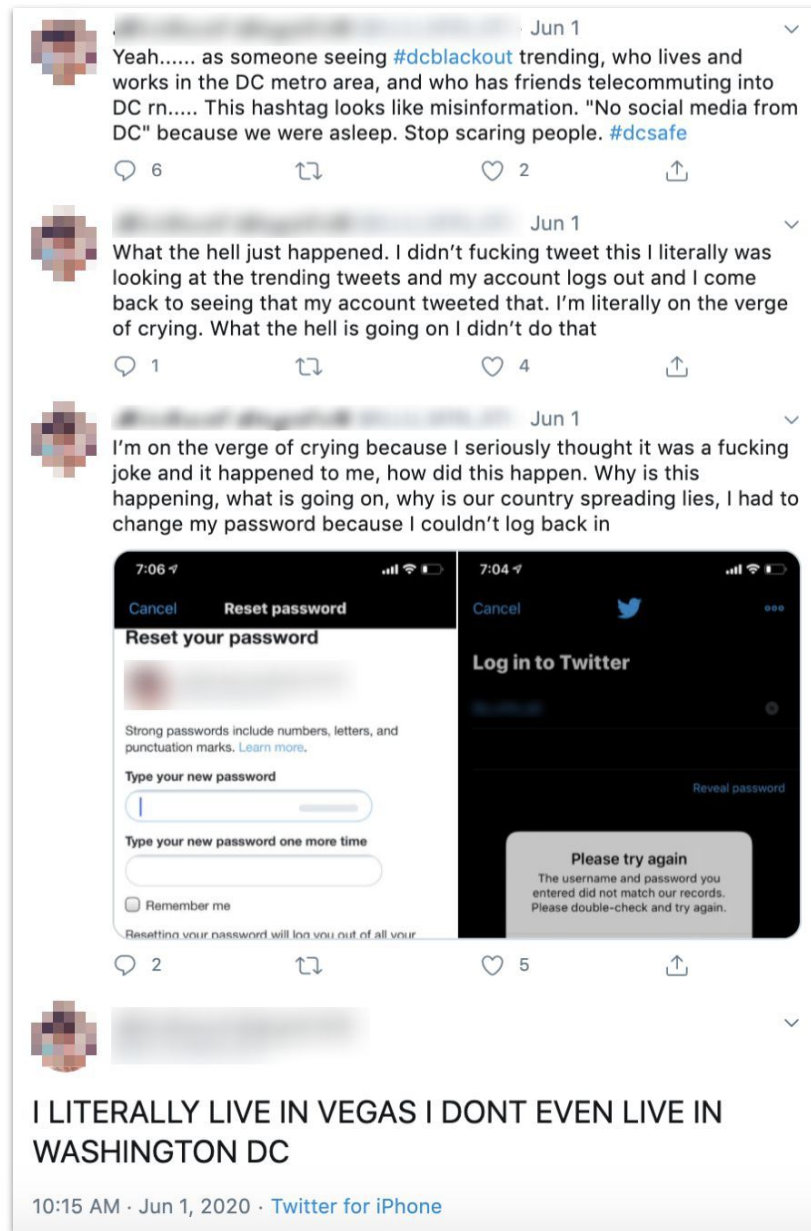 Jun 1
Yeah...... as someone seeing #dcblackout trending, who lives and
works in the DC metro area, and who has friends telecommuting into
DC rn..... This hashtag looks like misinformation. "No social media from
DC" because we were asleep. Stop scaring people. #dcsafe
6 2
Jun 1
What the hell just happened. I didn’t fucking tweet this I literally was
looking at the trending tweets and my account logs out and I come
back to seeing that my account tweeted that. I’m literally on the verge
of crying. What the hell is going on I didn’t do that
1 4
Jun 1
I’m on the verge of crying because I seriously thought it was a fucking
joke and it happened to me, how did this happen. Why is this
happening, what is going on, why is our country spreading lies, I had to
change my password because I couldn’t log back in
7:06
Cancel Reset password
Reset your password
Strong passwords include numbers, letters, and
punctuation marks. Learn more.
Type your new password
Type your new password one more time
Remember me
Resetting your password will log you out of all your
7:04
Cancel
Log in to Twitter
Reveal password
Please try again
The username and password you
entered did not match our records.
Please double-check and try again.
2 5
I LITERALLY LIVE IN VEGAS I DONT EVEN LIVE IN
WASHINGTON DC
10:15 AM · Jun 1, 2020 · Twitter for iPhone